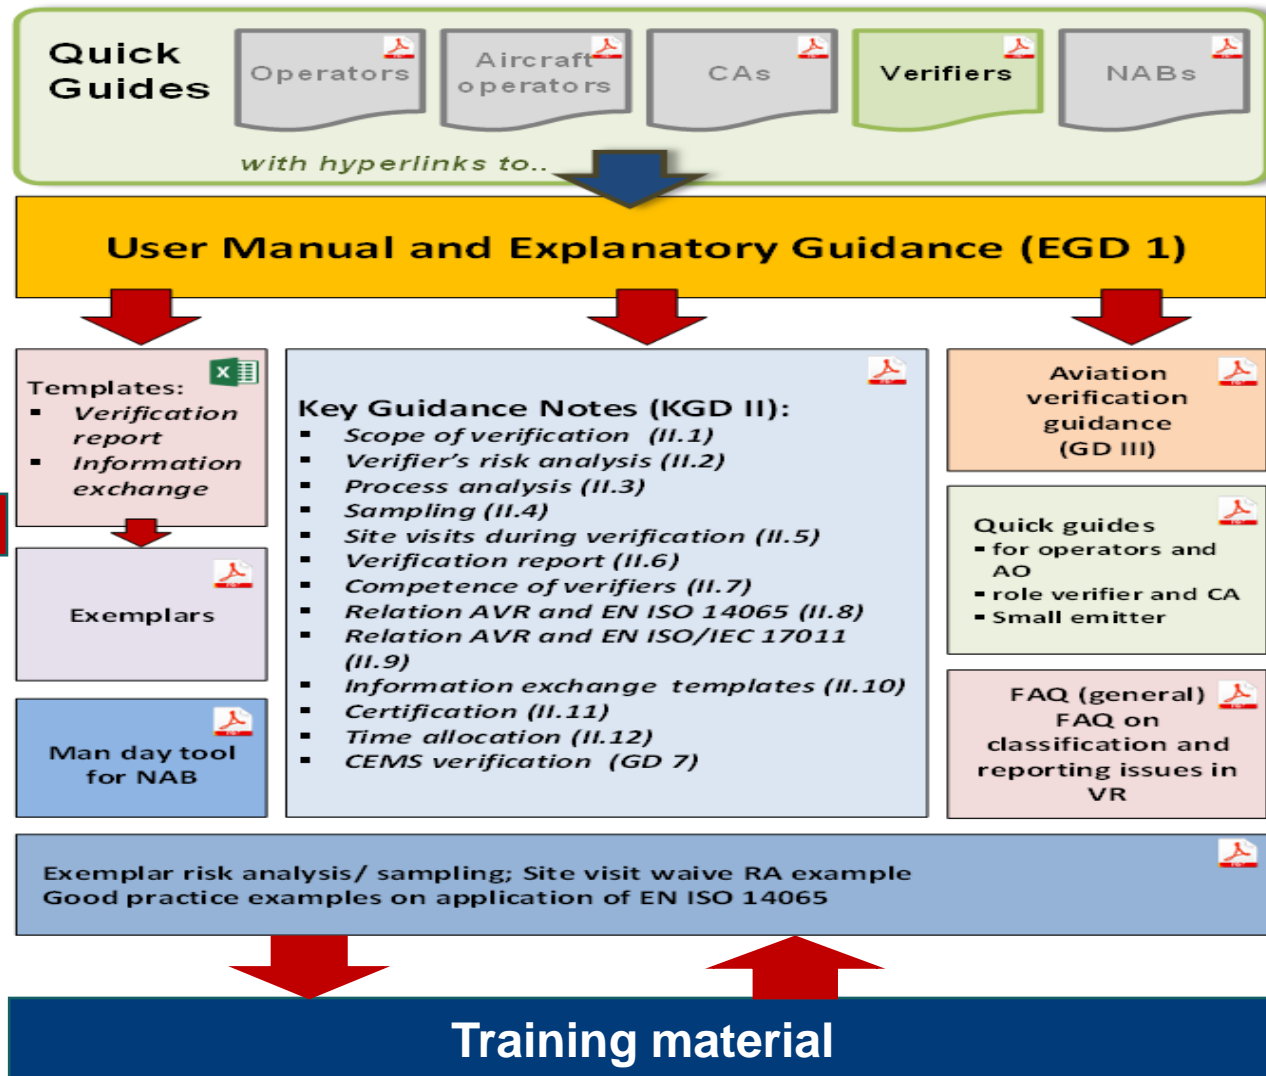 Quick
Guides
Operators
Aircraft
operators
CAs
Verifiers
NABs
with hyperlinks to..
User Manual and Explanatory Guidance (EGD 1)
Templates:
▪ Verification
report
▪ Information
exchange
Exemplars
Man day tool
for NAB
Key Guidance Notes (KGD II):
▪ Scope of verification (II.1)
▪ Verifier's risk analysis (II.2)
▪ Process analysis (II.3)
▪ Sampling (II.4)
▪ Site visits during verification (II.5)
▪ Verification report (II.6)
▪ Competence of verifiers (II.7)
▪ Relation AVR and EN ISO 14065 (II.8)
▪ Relation AVR and EN ISO/IEC 17011
(II.9)
▪ Information exchange templates (II.10)
▪ Certification (II.11)
▪ Time allocation (II.12)
▪ CEMS verification (GD 7)
Aviation
verification
guidance
(GD III)
Quick guides
▪ for operators and
AO
▪ role verifier and CA
▪ Small emitter
FAQ (general)
FAQ on
classification and
reporting issues in
VR
Exemplar risk analysis/ sampling; Site visit waive RA example
Good practice examples on application of EN ISO 14065
Training material